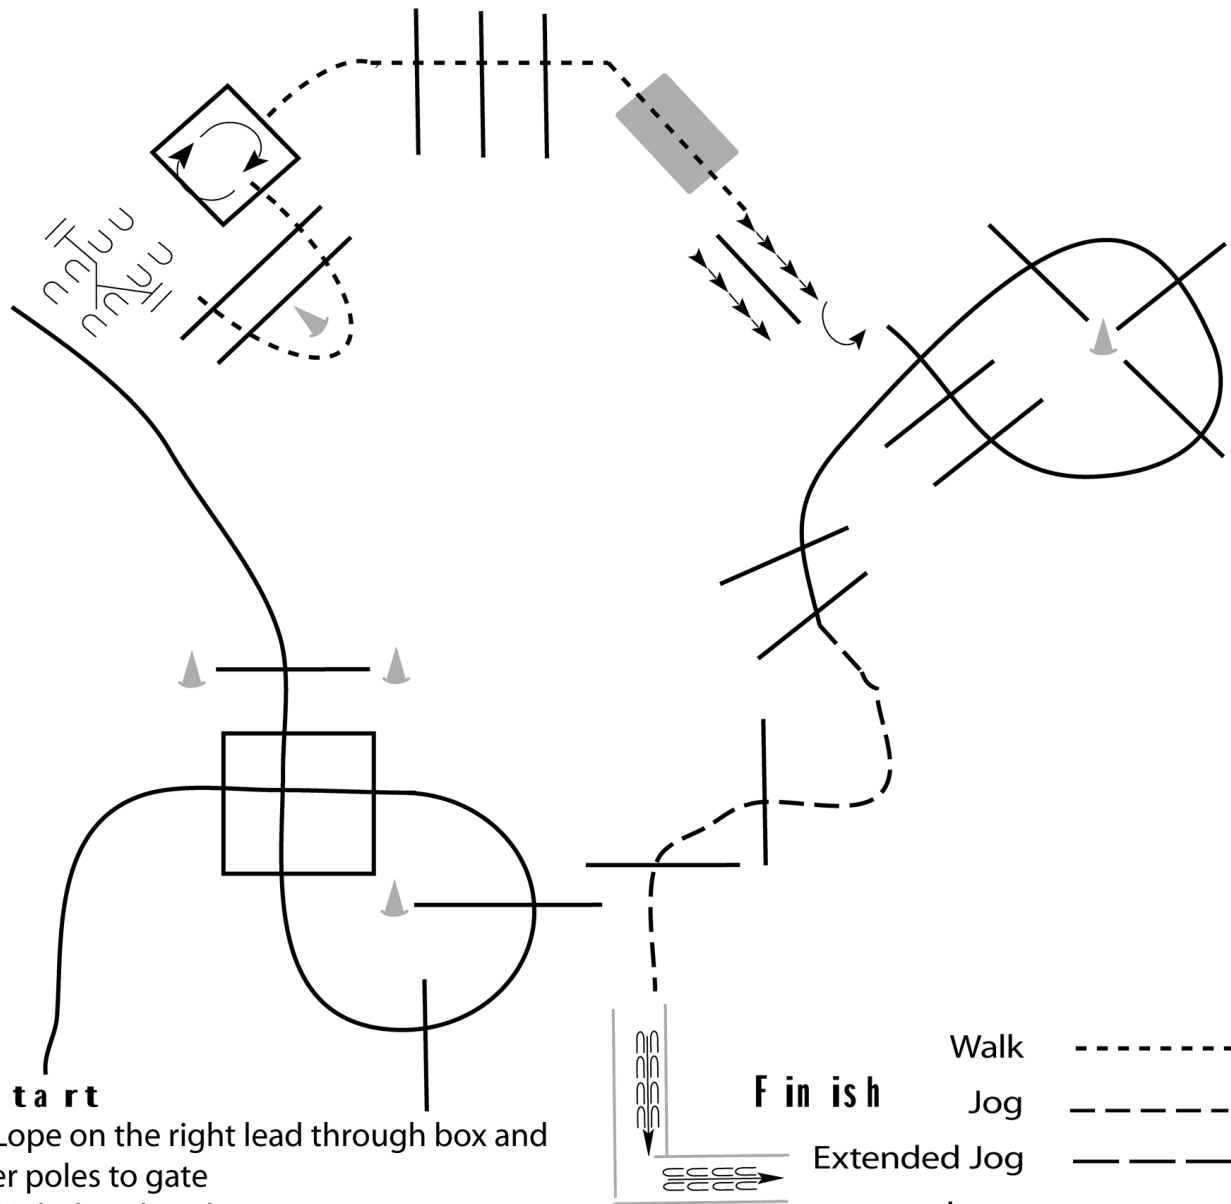 tart
Lope on the right lead through box and
er poles to gate
Finish
Walk
Jog
Extended Jog